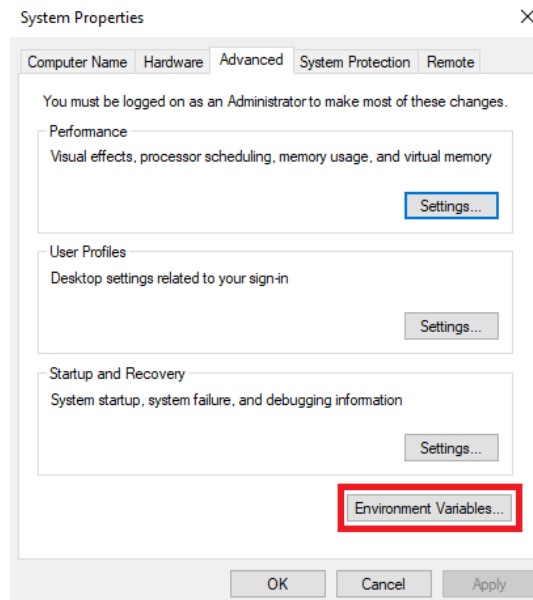 System Properties
Computer Name Hardware Advanced System Protection Remote
You must be logged on as an Administrator to make most of these changes.
Performance
Visual effects, processor scheduling, memory usage, and virtual memory
Settings...
User Profiles
Desktop settings related to your sign-in
Settings...
Startup and Recovery
System startup, system failure, and debugging information
Settings...
Environment Variables...
OK Cancel Apply